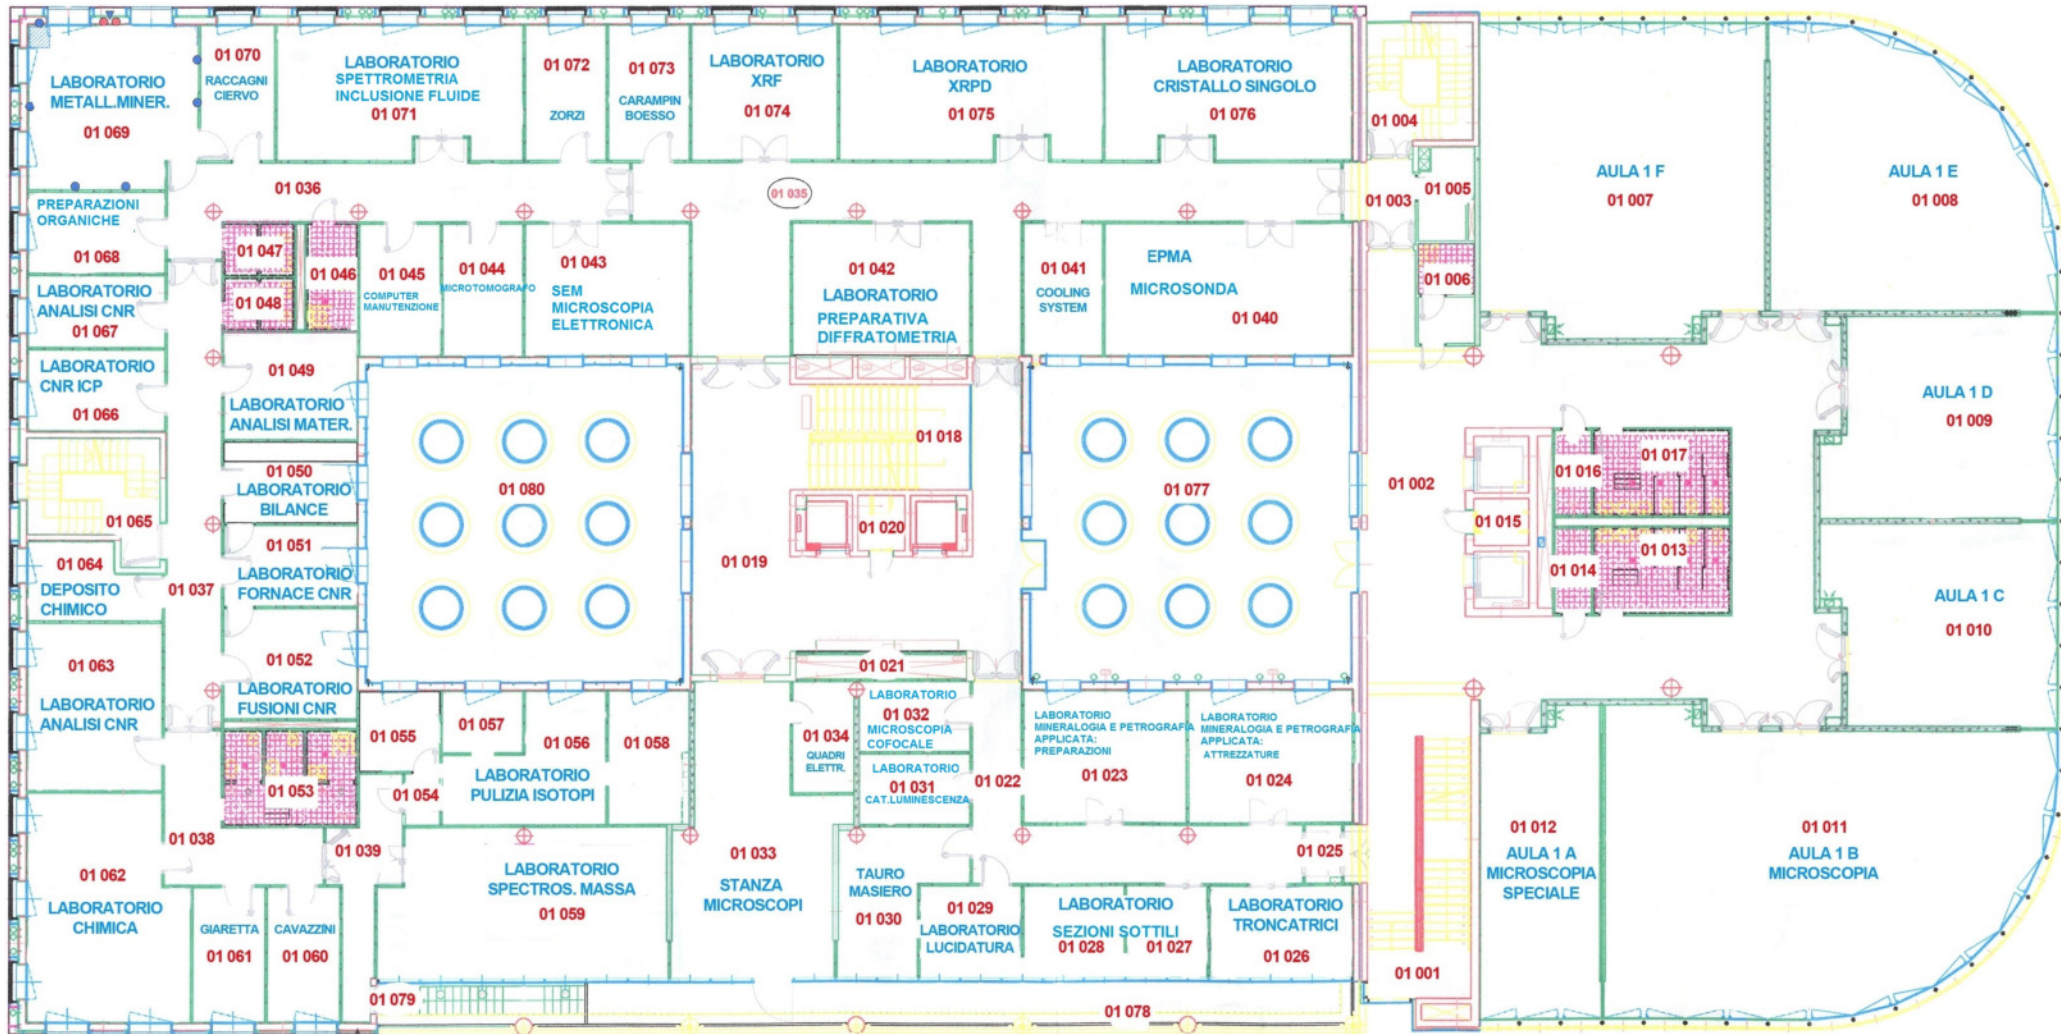 LABORATORIO
METALL.MINER.
01 069
01 070
RACCAGNI
CIERVO
LABORATORIO
SPETTROMETRIA
INCLUSIONE FLUIDE
01 071
01 072
ZORZI
01 073
CARAMPIN
BOESSO
LABORATORIO
XRF
01 074
LABORATORIO
XRPD
01 075
LABORATORIO
CRISTALLO SINGOLO
01 076
01 004
01 005
01 003
01 006
AULA 1 F
01 007
AULA 1 E
01 008
01 036
01 035
PREPARAZIONI
ORGANICHE
01 068
01 047
01 048
01 046
01 045
COMPUTER
MANUTENZIONE
01 044
MICROTOMOGRAFO
01 043
SEM
MICROSCOPIA
ELETTRONICA
01 042
LABORATORIO
PREPARATIVA
DIFFRATOMETRIA
01 041
COOLING
SYSTEM
EPMA
MICROSONDA
01 040
LABORATORIO
ANALISI CNR
01 067
LABORATORIO
CNR ICP
01 066
01 049
LABORATORIO
ANALISI MATER.
01 050
LABORATORIO
BILANCE
01 065
01 051
LABORATORIO
FORNACE CNR
01 064
DEPOSITO
CHIMICO
01 037
01 080
01 018
01 020
01 019
01 077
01 002
01 016
01 017
01 015
01 013
01 014
AULA 1 D
01 009
AULA 1 C
01 010
01 063
LABORATORIO
ANALISI CNR
01 052
LABORATORIO
FUSIONI CNR
01 021
01 055
01 057
01 056
01 058
LABORATORIO
PULIZIA ISOTOPI
01 054
01 053
01 034
QUADRI
ELETTR.
LABORATORIO
01 032
MICROSCOPIA
COFOCALE
LABORATORIO
01 031
CAT.LUMINESCENZA
01 022
LABORATORIO
MINERALOGIA E PETROGRAFIA
APPLICATA:
PREPARAZIONI
01 023
LABORATORIO
MINERALOGIA E PETROGRAFIA
APPLICATA:
ATTREZZATURE
01 024
01 038
01 039
01 062
LABORATORIO
CHIMICA
GIARETTA
01 061
CAVAZZINI
01 060
LABORATORIO
SPECTROS. MASSA
01 059
01 033
STANZA
MICROSCOPI
TAURO
MASIERO
01 030
01 029
LABORATORIO
LUCIDATURA
LABORATORIO
SEZIONI SOTTILI
01 028
01 027
01 025
LABORATORIO
TRONCATRICI
01 026
01 001
01 012
AULA 1 A
MICROSCOPIA
SPECIALE
01 011
AULA 1 B
MICROSCOPIA
01 079
01 078